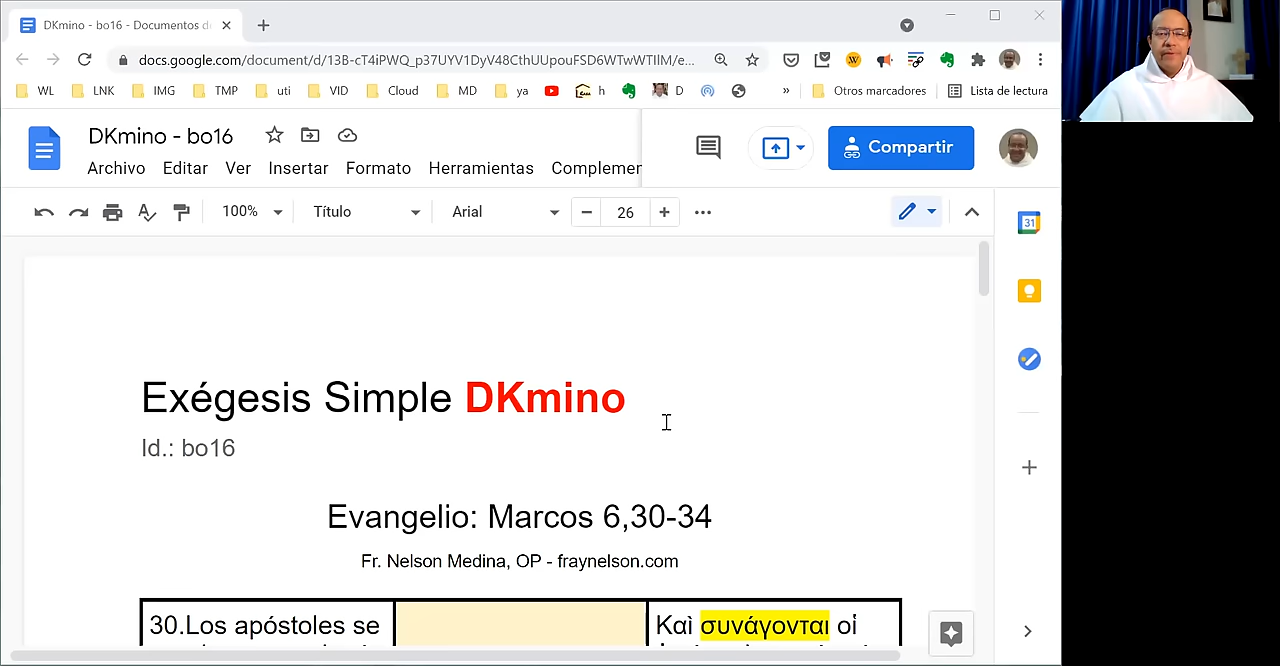 DKmino - bo16 - Documentos d
docs.google.com/document/d/13B-cT4iPWQ_p37UYV1DyV48CthUUpouFSD6WTwWTIlM/e...
WL LNK IMG TMP uti VID Cloud MD ya h D » Otros marcadores Lista de lectura
DKmino - bo16
Archivo Editar Ver Insertar Formato Herramientas Complemen
Compartir
100% Título Arial 26
31
Exégesis Simple DKmino
Id.: bo16
Evangelio: Marcos 6,30-34
Fr. Nelson Medina, OP - fraynelson.com
30.Los apóstoles se
Καὶ συνάγονται οἱ